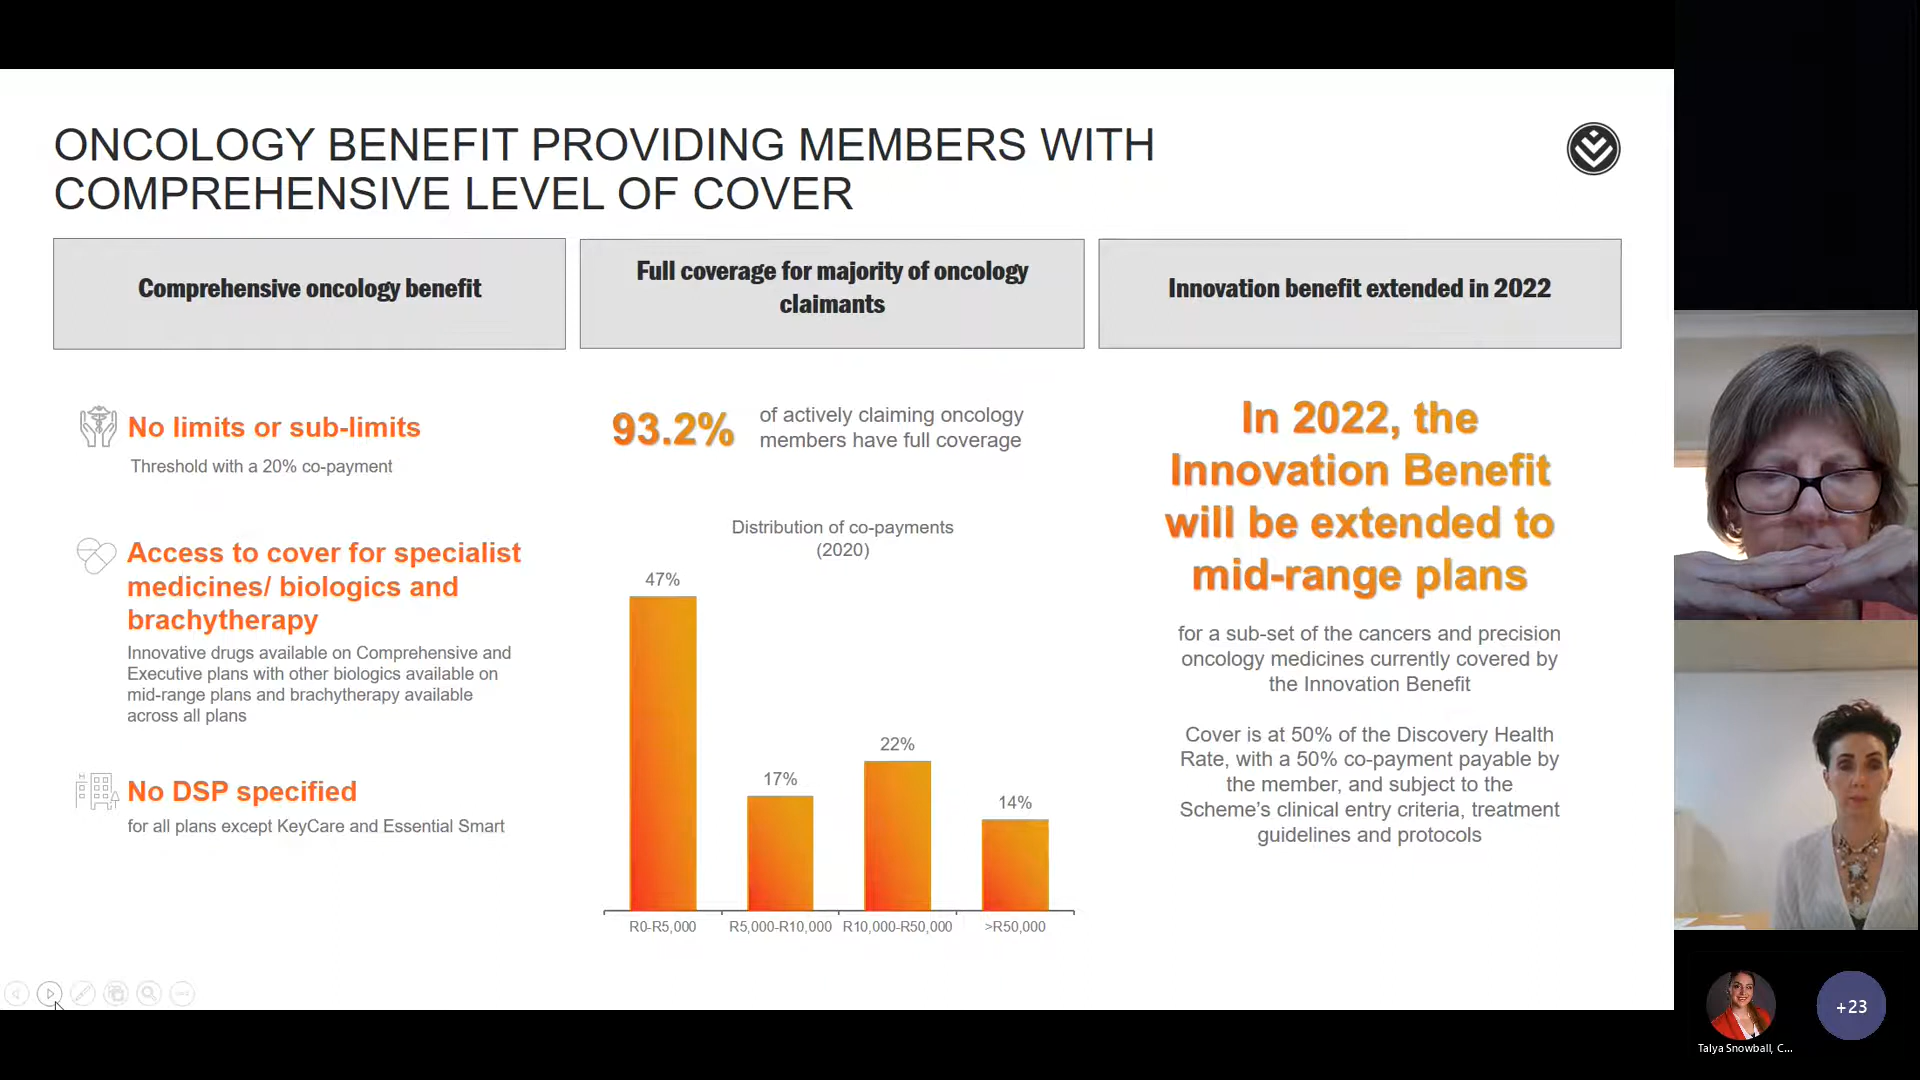 ONCOLOGY BENEFIT PROVIDING MEMBERS WITH
COMPREHENSIVE LEVEL OF COVER
Comprehensive oncology benefit
No limits or sub-limits
Threshold with a 20% co-payment
Access to cover for specialist
medicines/ biologics and
brachytherapy
Innovative drugs available on Comprehensive and
Executive plans with other biologics available on
mid-range plans and brachytherapy available
across all plans
No DSP specified
for all plans except KeyCare and Essential Smart
Full coverage for majority of oncology
claimants
93.2%
of actively claiming oncology
members have full coverage
Distribution of co-payments
(2020)
47%
17%
22%
14%
R0-R5,000
R5,000-R10,000
R10,000-R50,000
>R50,000
Innovation benefit extended in 2022
In 2022, the
Innovation Benefit
will be extended to
mid-range plans
for a sub-set of the cancers and precision
oncology medicines currently covered by
the Innovation Benefit
Cover is at 50% of the Discovery Health
Rate, with a 50% co-payment payable by
the member, and subject to the
Scheme’s clinical entry criteria, treatment
guidelines and protocols
Talya Snowball, C...
+23